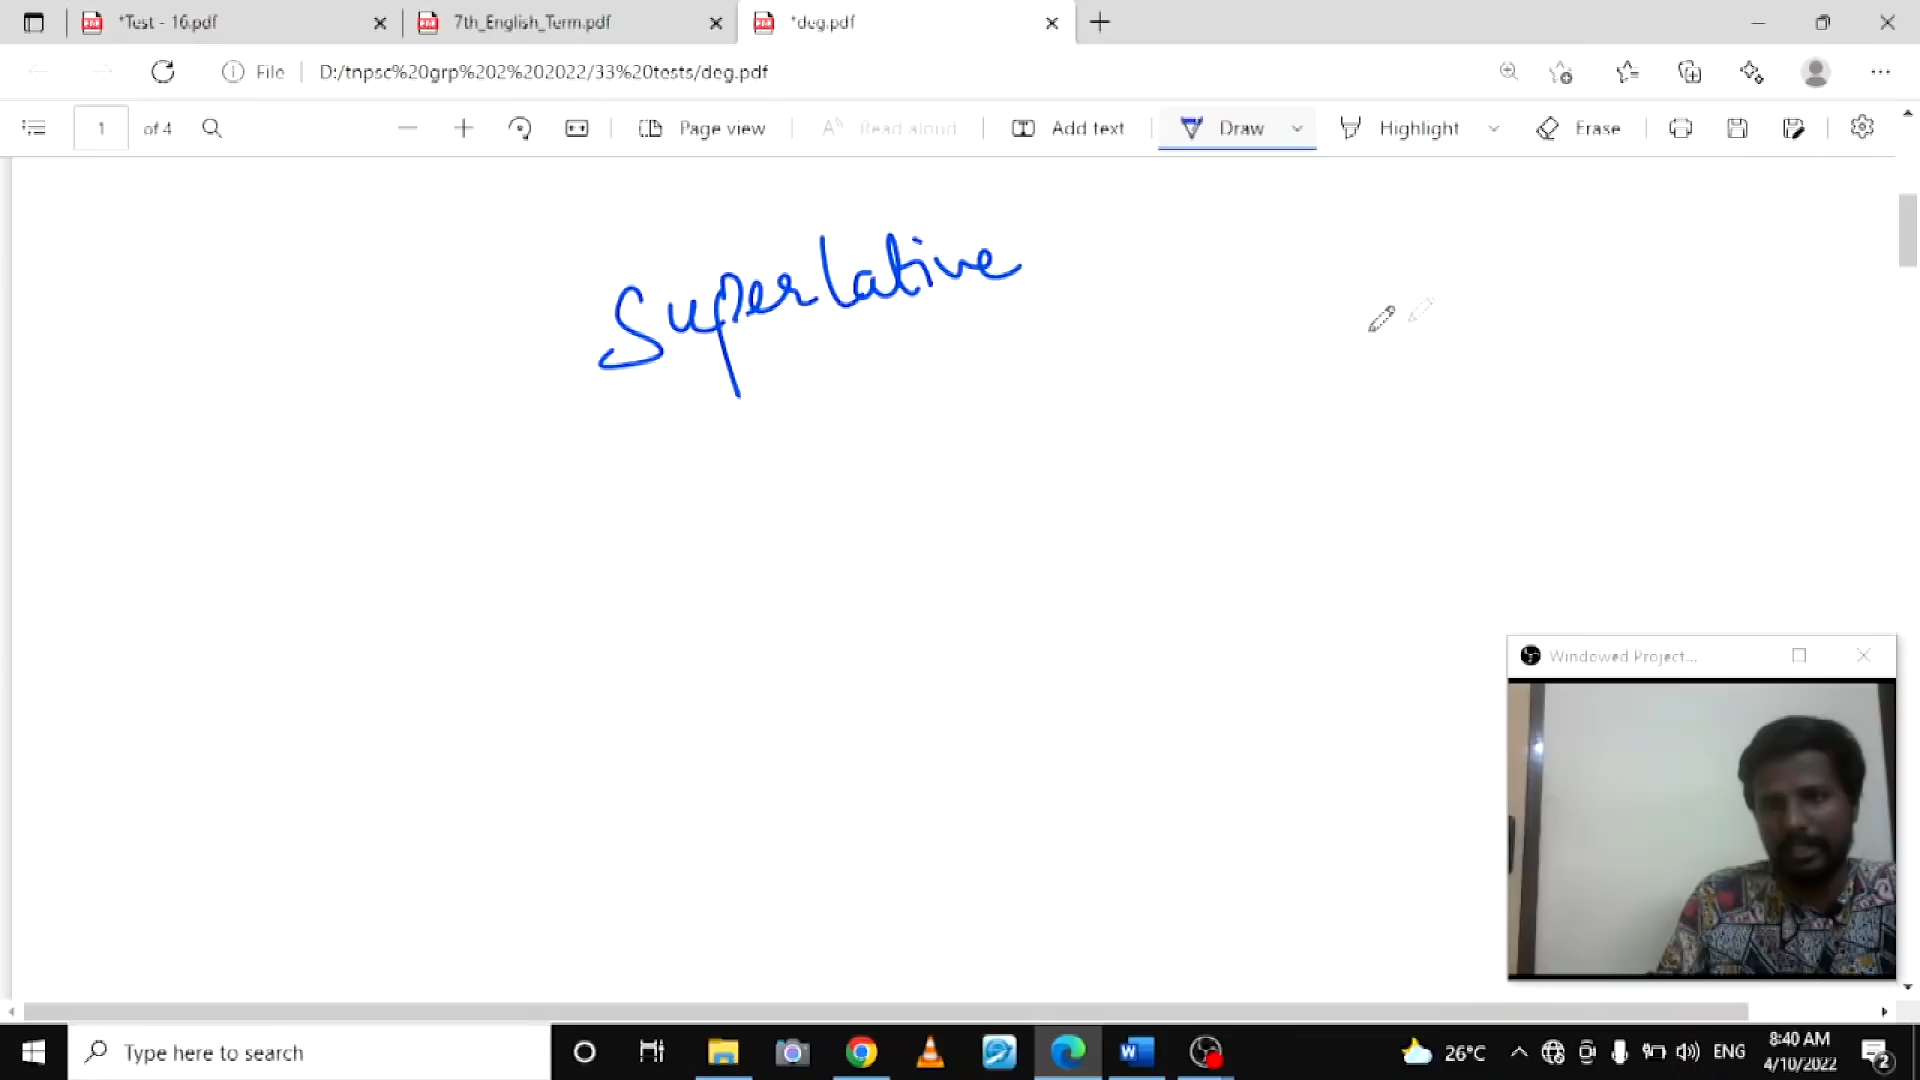 *Test - 16.pdf
7th_English_Term.pdf
*deg.pdf
File
D:/tnpsc%20grp%202%202022/33%20tests/deg.pdf
1 of 4
Page view
Read aloud
Add text
Draw
Highlight
Erase
Superlative
Windowed Project...
Type here to search
26°C
ENG
8:40 AM
4/10/2022
2